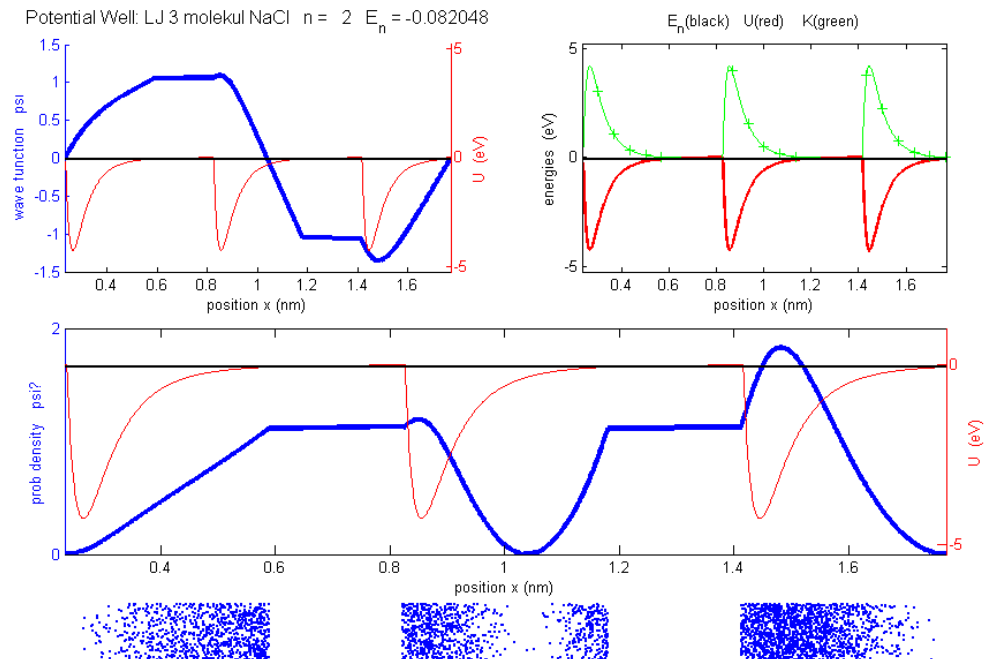 Potential Well: LJ 3 molekul NaCl n = 2 E_n = -0.082048
E_n(black) U(red) K(green)
wave function psi
1.5
1
0.5
0
-0.5
-1
-1.5
0.4 0.6 0.8 1 1.2 1.4 1.6
position x (nm)
5
0
-5
U (eV)
energies (eV)
5
0
-5
0.4 0.6 0.8 1 1.2 1.4 1.6
position x (nm)
prob density psi?
2
1
0
0.4 0.6 0.8 1 1.2 1.4 1.6
position x (nm)
0
-5
U (eV)